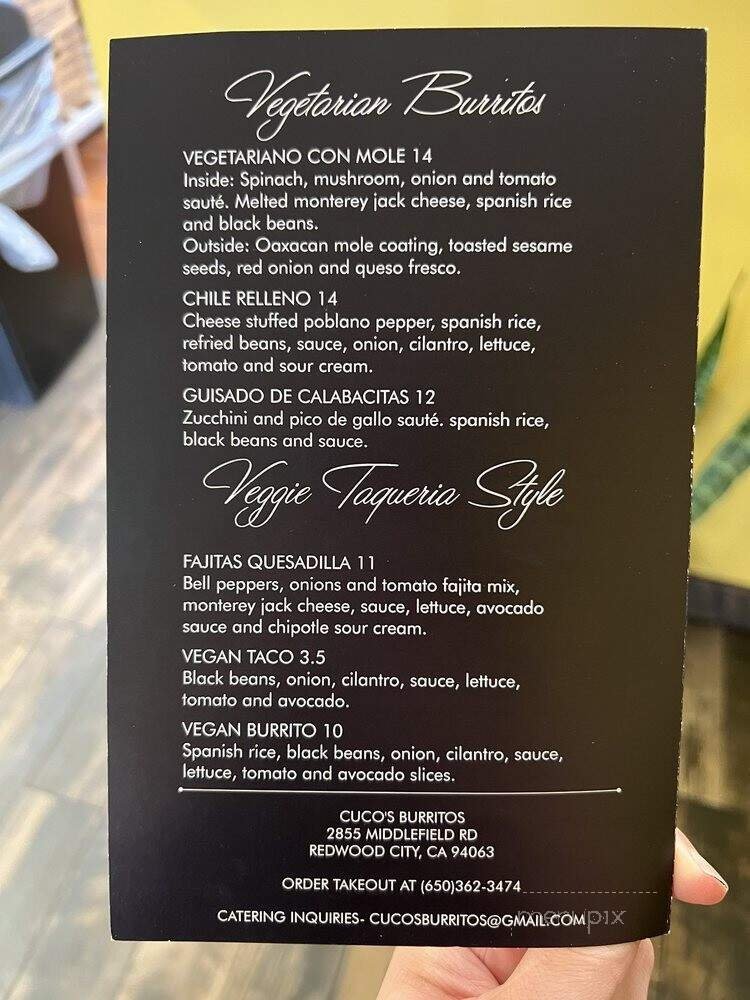 Vegetarian Burritos
VEGETARIANO CON MOLE 14
Inside: Spinach, mushroom, onion and tomato
sauté. Melted monterey jack cheese, spanish rice
and black beans.
Outside: Oaxacan mole coating, toasted sesame
seeds, red onion and queso fresco.
CHILE RELLENO 14
Cheese stuffed poblano pepper, spanish rice,
refried beans, sauce, onion, cilantro, lettuce,
tomato and sour cream.
GUISADO DE CALABACITAS 12
Zucchini and pico de gallo sauté. spanish rice,
black beans and sauce.
Veggie Taqueria Style
FAJITAS QUESADILLA 11
Bell peppers, onions and tomato fajita mix,
monterey jack cheese, sauce, lettuce, avocado
sauce and chipotle sour cream.
VEGAN TACO 3.5
Black beans, onion, cilantro, sauce, lettuce,
tomato and avocado.
VEGAN BURRITO 10
Spanish rice, black beans, onion, cilantro, sauce,
lettuce, tomato and avocado slices.
CUCO'S BURRITOS
2855 MIDDLEFIELD RD
REDWOOD CITY, CA 94063
ORDER TAKEOUT AT (650)362-3474
CATERING INQUIRIES- CUCOSBURRITOS@GMAIL.COM
menupix